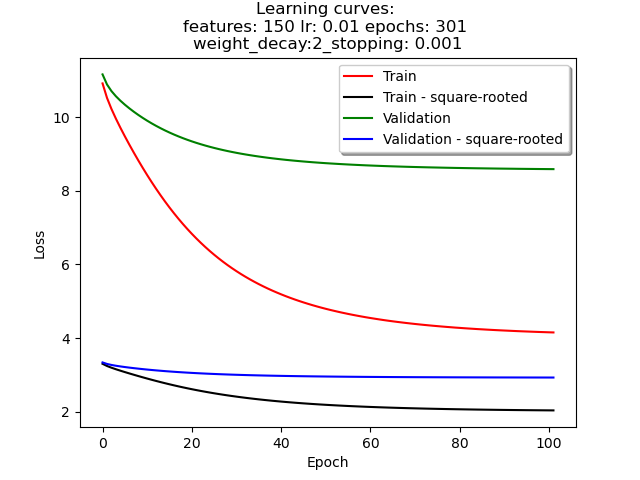 Learning curves:
features: 150 lr: 0.01 epochs: 301
weight_decay:2_stopping: 0.001
Train
Train - square-rooted
Validation
Validation - square-rooted
10
8
6
4
2
Loss
0
20
40
60
80
100
Epoch